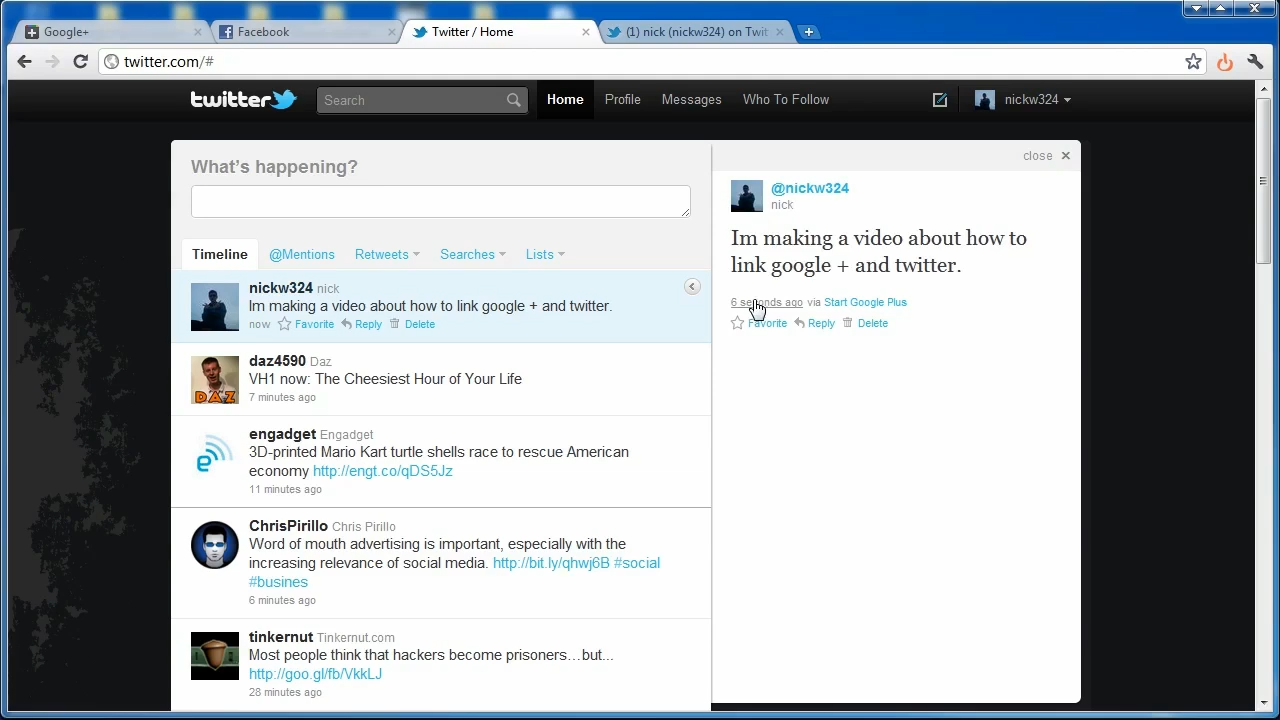 Google+
Facebook
Twitter / Home
(1) nick (nickw324) on Twit
twitter.com/#
twitter
Search
Home
Profile
Messages
Who To Follow
nickw324
What's happening?
close
@nickw324
nick
Im making a video about how to
link google + and twitter.
6 seconds ago via Start Google Plus
Favorite Reply Delete
Timeline
@Mentions
Retweets
Searches
Lists
nickw324 nick
Im making a video about how to link google + and twitter.
now Favorite Reply Delete
daz4590 Daz
VH1 now: The Cheesiest Hour of Your Life
7 minutes ago
DAZ
engadget Engadget
3D-printed Mario Kart turtle shells race to rescue American
economy http://engt.co/qDS5Jz
11 minutes ago
ChrisPirillo Chris Pirillo
Word of mouth advertising is important, especially with the
increasing relevance of social media. http://bit.ly/qhwj6B #social
#busines
6 minutes ago
tinkernut Tinkernut.com
Most people think that hackers become prisoners…but...
http://goo.gl/fb/VkkLJ
28 minutes ago